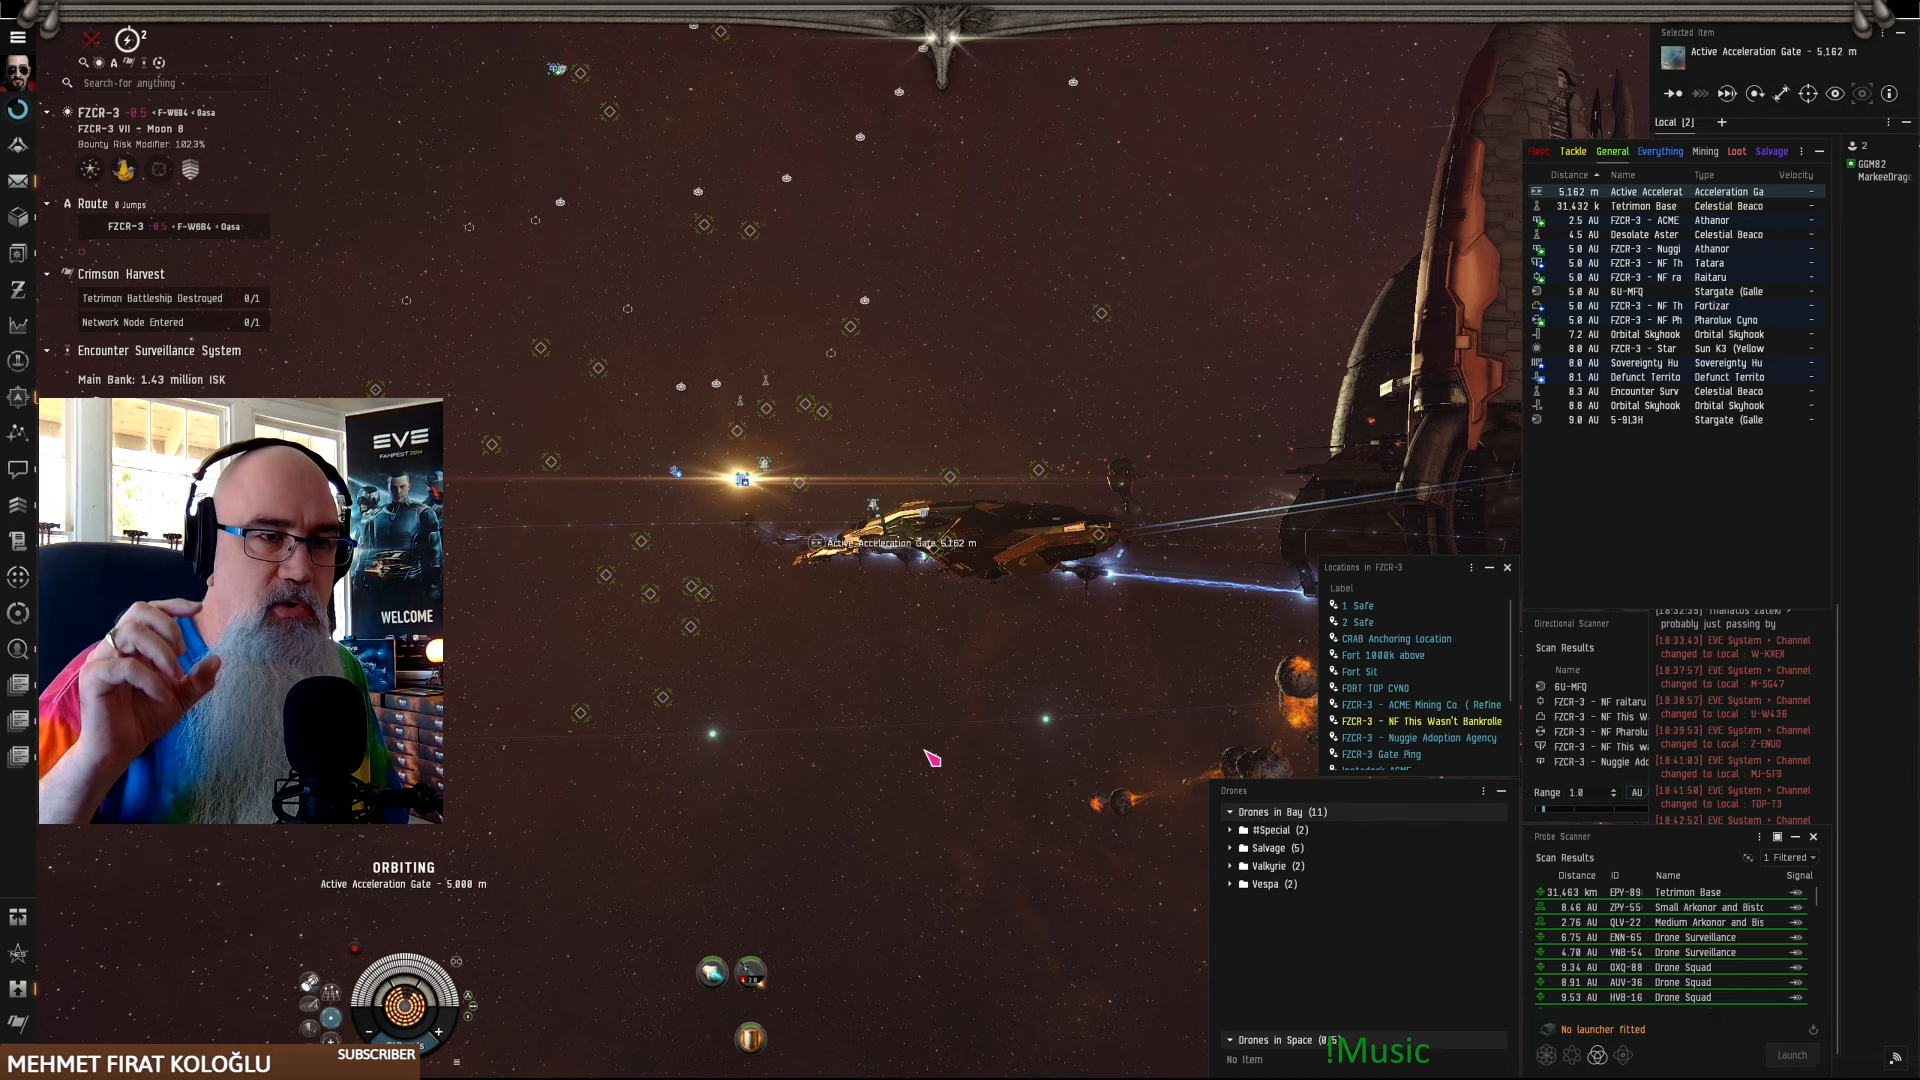 2
Search for anything
FZCR-3 -0.5 < F-W6B4 < Oasa
FZCR-3 VII - Moon 8
Bounty Risk Modifier: 102.3%
Route 0 Jumps
FZCR-3 -0.5 < F-W6B4 < Oasa
Crimson Harvest
Tetrimon Battleship Destroyed 0/1
Network Node Entered 0/1
Encounter Surveillance System
Main Bank: 1.43 million ISK
EVE
FANFEST 2014
WELCOME
ORBITING
Active Acceleration Gate - 5,000 m
SUBSCRIBER
MEHMET FIRAT KOLOĞLU
Active Acceleration Gate 5,162 m
Selected Item
Active Acceleration Gate - 5,162 m
Local [2]
2
GGM82
MarkeeDrago
Fleet Tackle General Everything Mining Loot Salvage
Distance Name Type Velocity
5,162 m Active Accelerat Acceleration Ga -
31,432 k Tetrimon Base Celestial Beaco -
2.5 AU FZCR-3 - ACME Athanor -
4.5 AU Desolate Aster Celestial Beaco -
5.0 AU FZCR-3 - Nuggi Athanor -
5.0 AU FZCR-3 - NF Th Tatara -
5.0 AU FZCR-3 - NF ra Raitaru -
5.0 AU 6U-MFQ Stargate (Galle -
5.0 AU FZCR-3 - NF Th Fortizar -
5.0 AU FZCR-3 - NF Ph Pharolux Cyno -
7.2 AU Orbital Skyhook Orbital Skyhook -
8.0 AU FZCR-3 - Star Sun K3 (Yellow -
8.0 AU Sovereignty Hu Sovereignty Hu -
8.1 AU Defunct Territo Defunct Territo -
8.3 AU Encounter Surv Celestial Beaco -
8.8 AU Orbital Skyhook Orbital Skyhook -
9.0 AU 5-9L3H Stargate (Galle -
Locations in FZCR-3
Label
1 Safe
2 Safe
CRAB Anchoring Location
Fort 1000k above
Fort Sit
FORT TOP CYNO
FZCR-3 - ACME Mining Co. ( Refine
FZCR-3 - NF This Wasn't Bankrolle
FZCR-3 - Nuggie Adoption Agency
FZCR-3 Gate Ping
Directional Scanner
Scan Results
Name
6U-MFQ
FZCR-3 - NF raitaru
FZCR-3 - NF This W
FZCR-3 - NF Pharolu
FZCR-3 - NF This wa
FZCR-3 - Nuggie Ado
Range 1.0 AU
probably just passing by
[18:33:43] EVE System > Channel
changed to Local : W-KXEX
[18:37:57] EVE System > Channel
changed to Local : M-SG47
[18:38:57] EVE System > Channel
changed to Local : U-W436
[18:39:53] EVE System > Channel
changed to Local : Z-ENUD
[18:41:03] EVE System > Channel
changed to Local : MJ-5F9
[18:41:50] EVE System > Channel
changed to Local : TDP-T3
[18:42:52] EVE System > Channel
Drones
Drones in Bay (11)
#Special (2)
Salvage (5)
Valkyrie (2)
Vespa (2)
Drones in Space
No Item
!Music
Probe Scanner
Scan Results 1 Filtered
Distance ID Name Signal
31,463 km EPY-89 Tetrimon Base
8.46 AU ZPY-55 Small Arkonor and Bistc
2.76 AU QLV-22 Medium Arkonor and Bis
6.75 AU ENN-65 Drone Surveillance
4.70 AU YNB-54 Drone Surveillance
9.34 AU OXQ-88 Drone Squad
8.91 AU AUV-36 Drone Squad
9.53 AU HVB-16 Drone Squad
No launcher fitted
Launch